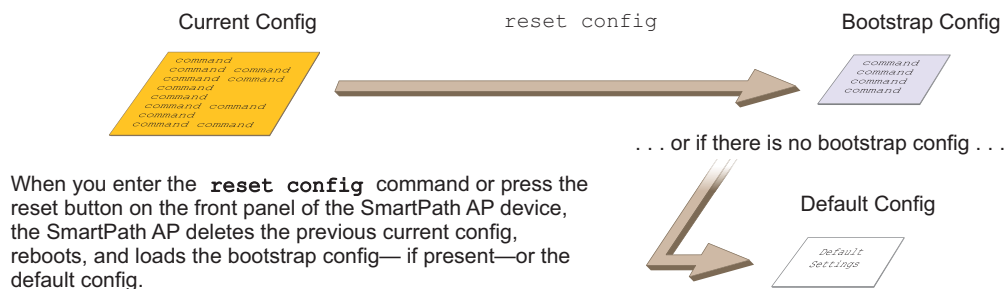 Current Config
reset config
Bootstrap Config
command
command command
command command
command
command
command command
command
command command
command
command
command
command
. . . or if there is no bootstrap config . . .
When you enter the reset config command or press the
reset button on the front panel of the SmartPath AP device,
the SmartPath AP deletes the previous current config,
reboots, and loads the bootstrap config— if present—or the
default config.
Default Config
Default
Settings